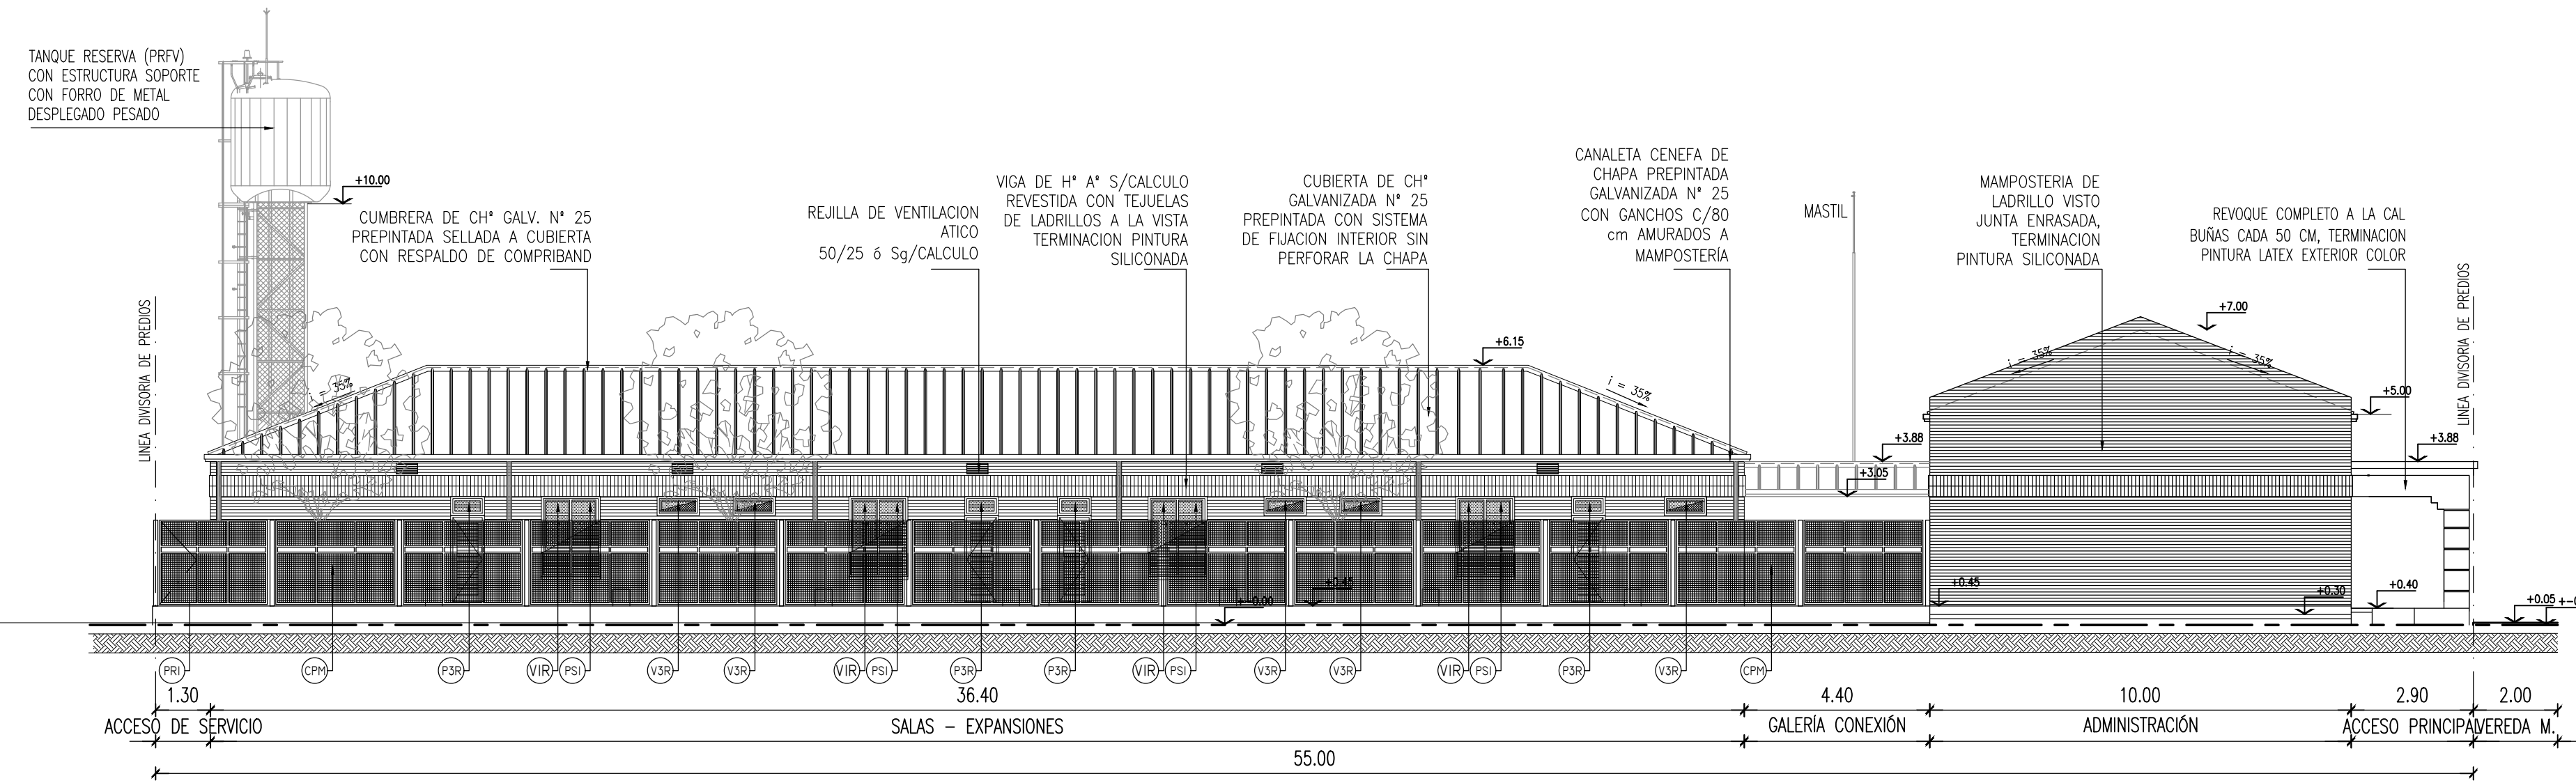 TANQUE RESERVA (PRFV)
CON ESTRUCTURA SOPORTE
CON FORRO DE METAL
DESPLEGADO PESADO
+10.00
CUMBRERA DE CHª GALV. Nª 25
PREPINTADA SELLADA A CUBIERTA
CON RESPALDO DE COMPRIBAND
REJILLA DE VENTILACION
ATICO
50/25 ó Sg/CALCULO
VIGA DE Hª Aª S/CALCULO
REVESTIDA CON TEJUELAS
DE LADRILLOS A LA VISTA
TERMINACION PINTURA
SILICONADA
CUBIERTA DE CHª
GALVANIZADA Nª 25
PREPINTADA CON SISTEMA
DE FIJACION INTERIOR SIN
PERFORAR LA CHAPA
CANALETA CENEFA DE
CHAPA PREPINTADA
GALVANIZADA Nª 25
CON GANCHOS C/80
cm AMURADOS A
MAMPOSTERÍA
MASTIL
MAMPOSTERIA DE
LADRILLO VISTO
JUNTA ENRASADA,
TERMINACION
PINTURA SILICONADA
REVOQUE COMPLETO A LA CAL
BUÑAS CADA 50 CM, TERMINACION
PINTURA LATEX EXTERIOR COLOR
LINEA DIVISORIA DE PREDIOS
LINEA DIVISORIA DE PREDIOS
i = 35%
+6.15
i = 35%
+7.00
i = 35%
i = 35%
+5.00
+3.88
+3.05
+3.88
+-0.00
+0.45
+0.45
+0.30
+0.40
+0.05
PRI
CPM
P3R
VIR
PSI
V3R
V3R
VIR
PSI
P3R
P3R
VIR
PSI
V3R
V3R
VIR
PSI
P3R
V3R
CPM
1.30
36.40
4.40
10.00
2.90
2.00
ACCESO DE SERVICIO
SALAS – EXPANSIONES
GALERÍA CONEXIÓN
ADMINISTRACIÓN
ACCESO PRINCIPAL
VEREDA M.
55.00